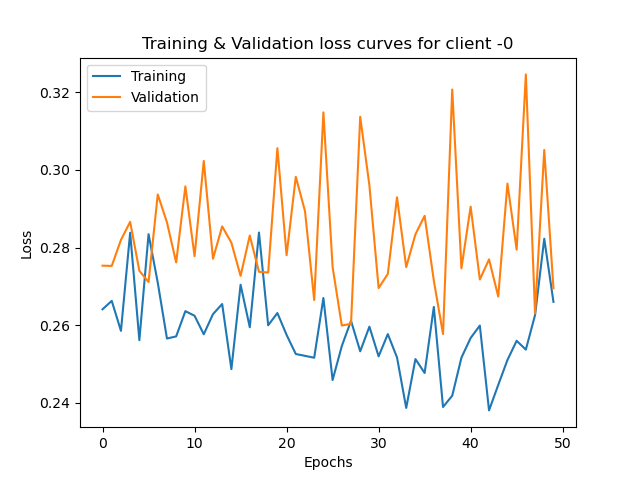 Training & Validation loss curves for client -0
Training
Validation
0.32
0.30
0.28
0.26
0.24
Loss
0 10 20 30 40 50
Epochs